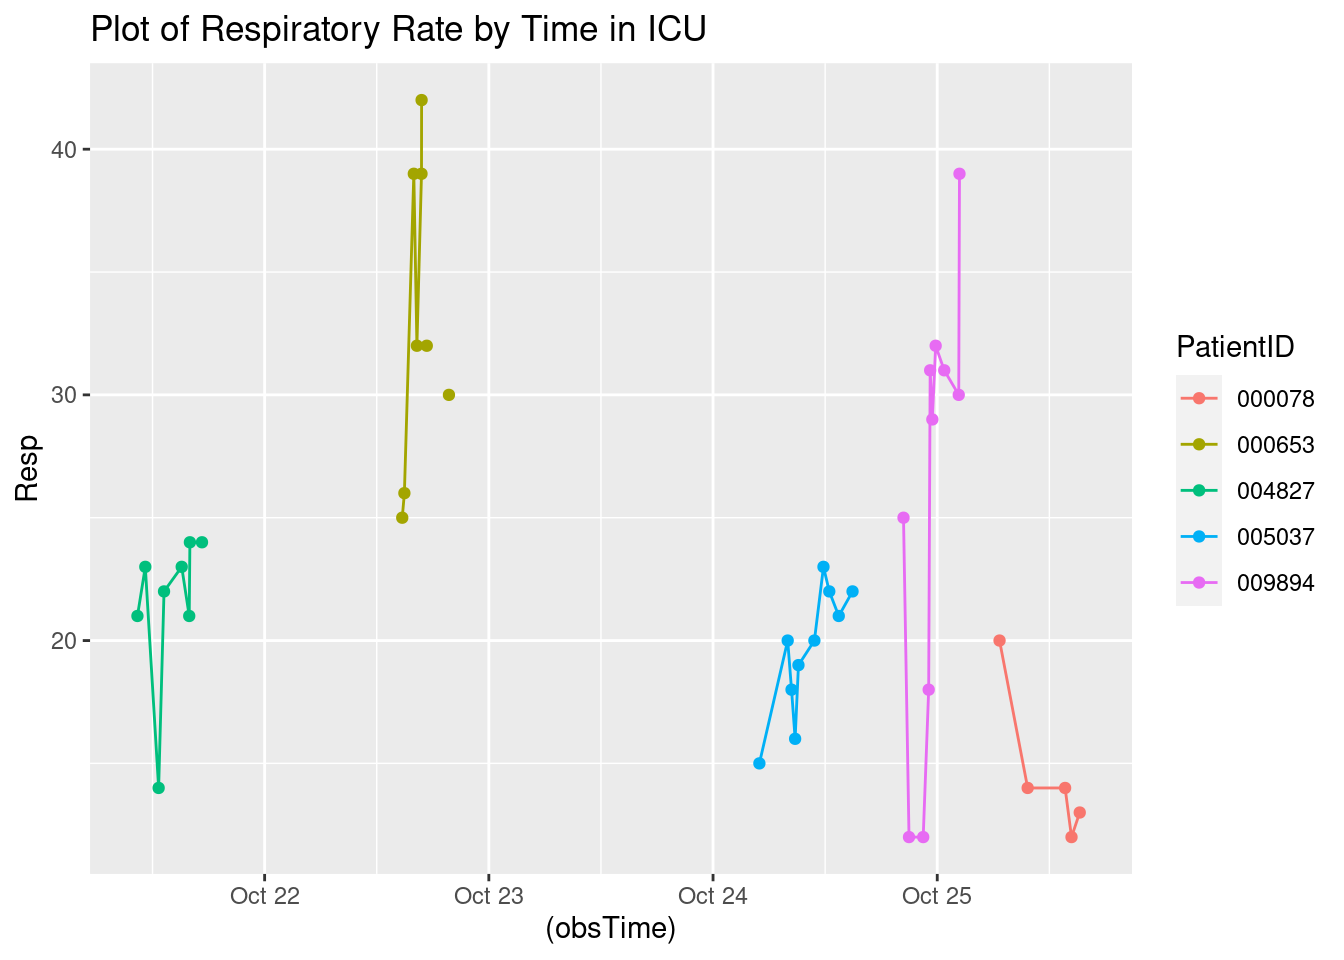 Plot of Respiratory Rate by Time in ICU
40
30
20
Resp
Oct 22
Oct 23
Oct 24
Oct 25
(obsTime)
PatientID
000078
000653
004827
005037
009894